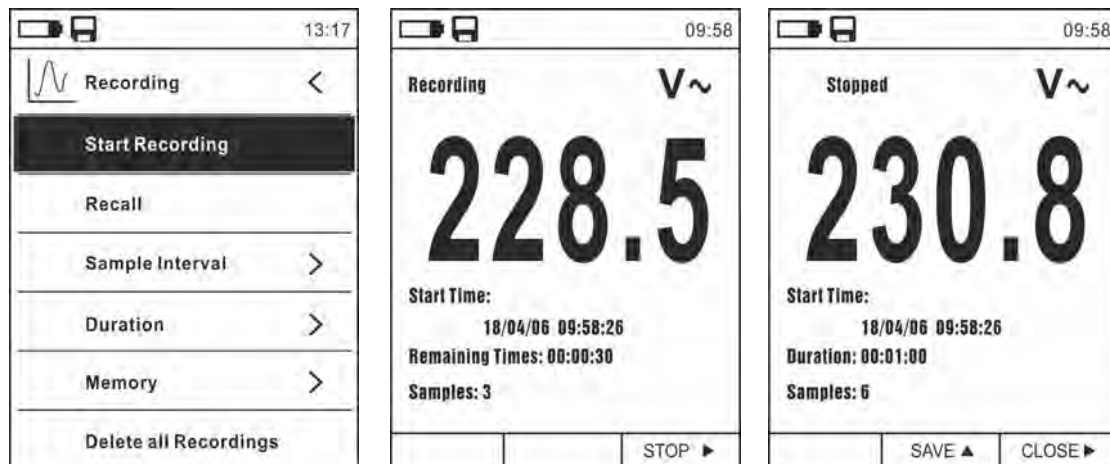 13:17
Recording <
Start Recording
Recall
Sample Interval >
Duration >
Memory >
Delete all Recordings
09:58
Recording V~
228.5
Start Time:
18/04/06 09:58:26
Remaining Times: 00:00:30
Samples: 3
STOP ►
09:58
Stopped V~
230.8
Start Time:
18/04/06 09:58:26
Duration: 00:01:00
Samples: 6
SAVE ▲ CLOSE ►